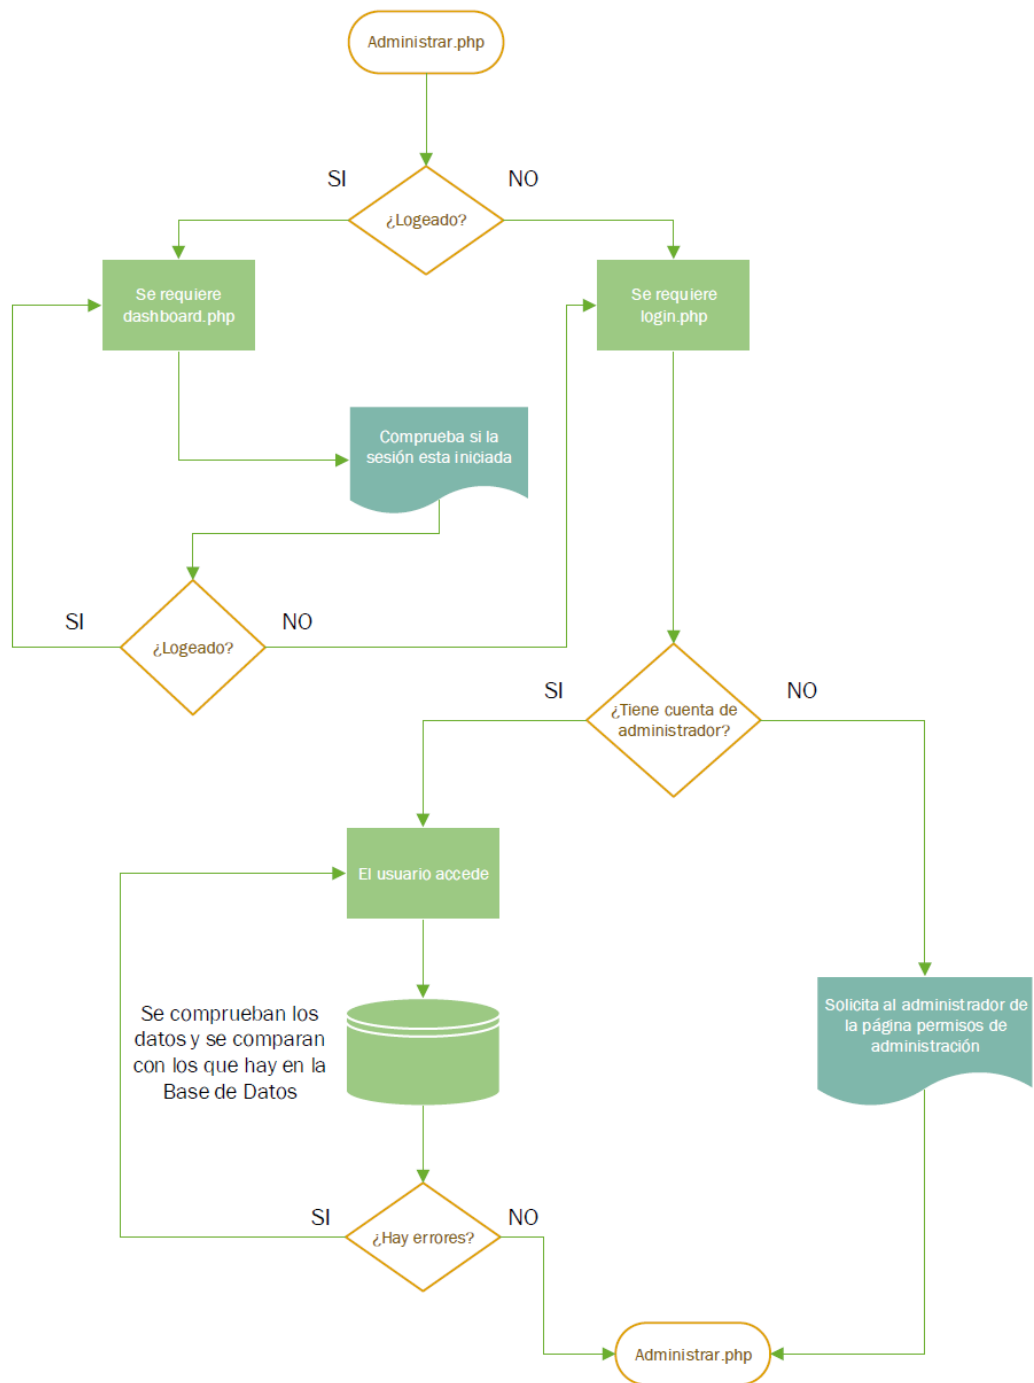 Administrar.php
SI
NO
¿Logeado?
Se requiere
dashboard.php
Se requiere
login.php
Comprueba si la
sesión esta iniciada
SI
NO
¿Logeado?
SI
NO
¿Tiene cuenta de
administrador?
El usuario accede
Se comprueban los
datos y se comparan
con los que hay en la
Base de Datos
Solicita al administrador de
la página permisos de
administración
SI
NO
¿Hay errores?
Administrar.php